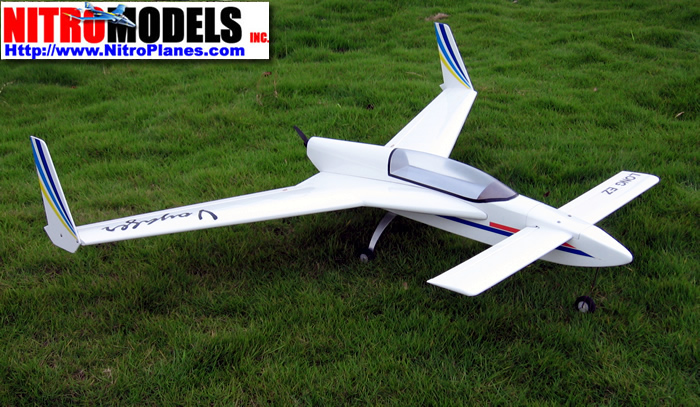 NITROMODELS INC.
Http://www.NitroPlanes.com
LONG EZ
Voyager